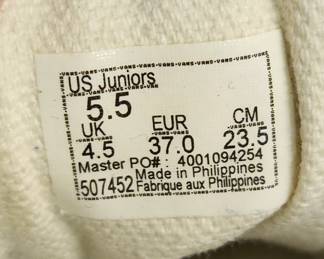 US Juniors
5.5
UK EUR CM
4.5 37.0 23.5
Master PO# : 4001094254
Made in Philippines
507452 Fabrique aux Philippines